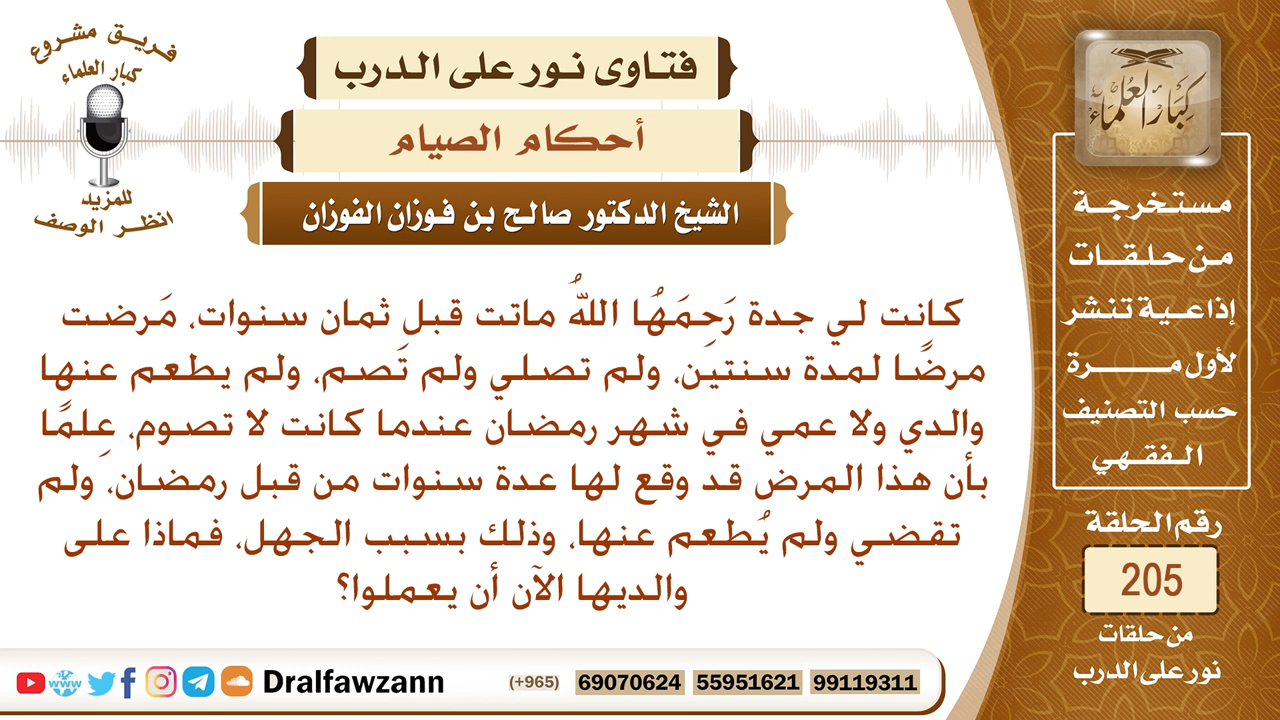 فريق مشروع
كبار العلماء
للمزيد
انظر الوصف
فتاوى نور على الدرب
أحكام الصيام
الشيخ الدكتور صالح بن فوزان الفوزان
كانت لي جدة رَحِمَهُا اللهُ ماتت قبل ثمان سنوات، مَرضت
مرضًا لمدة سنتين، ولم تصلي ولم تَصم، ولم يطعم عنها
والدي ولا عمي في شهر رمضان عندما كانت لا تصوم، عِلمًا
بأن هذا المرض قد وقع لها عدة سنوات من قبل رمضان، ولم
تقضي ولم يُطعم عنها، وذلك بسبب الجهل، فماذا على
والديها الآن أن يعملوا؟
كبار العلماء
مستخرجة
من حلقات
إذاعية تنشر
لأول مرة
حسب التصنيف
الفقهي
رقم الحلقة
205
من حلقات
نور على الدرب
www
Dralfawzann
(+965) 69070624 55951621 99119311